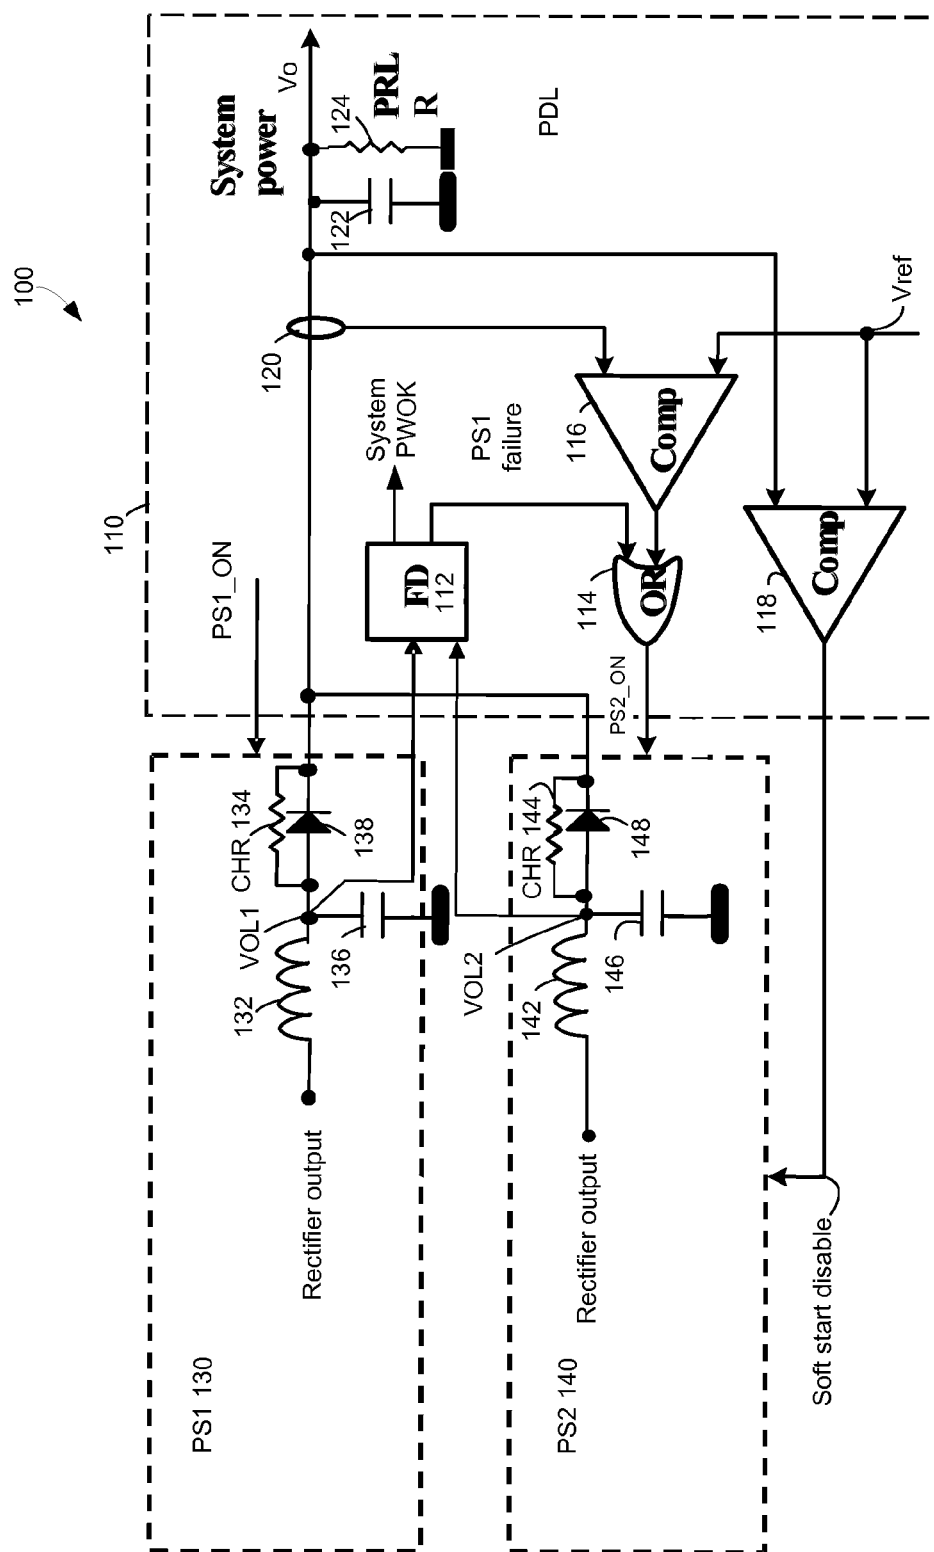 100
110
System
power
Vo
124
PRL
R
122
PDL
120
System
PWOK
PS1
failure
116
Comp
Vref
PS1_ON
FD
112
114
OR
118
Comp
PS2_ON
CHR 134
138
VOL1
132
136
CHR 144
148
VOL2
142
146
Rectifier output
Rectifier output
PS1 130
PS2 140
Soft start disable